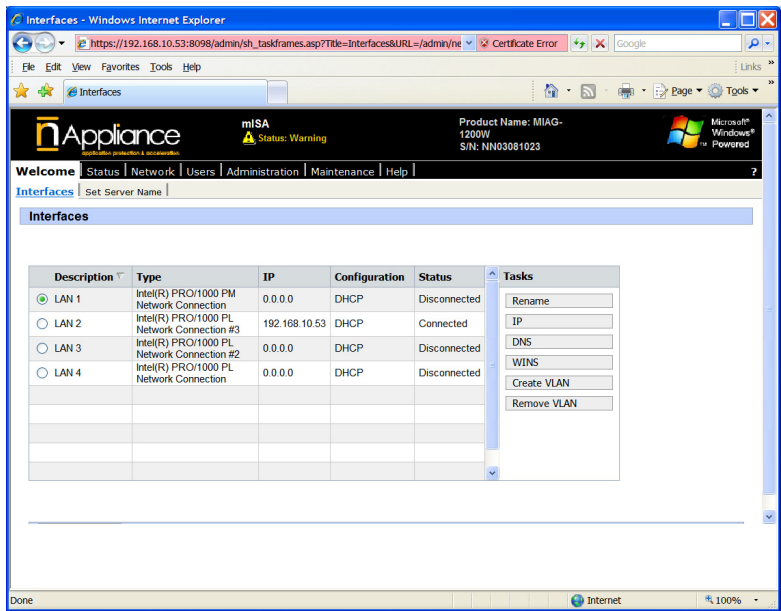 Interfaces - Windows Internet Explorer
https://192.168.10.53:8098/admin/sh_taskframes.asp?Title=Interfaces&URL=/admin/ne Certificate Error Google
File Edit View Favorites Tools Help Links »
Interfaces Page Tools »
nAppliance
application protection & acceleration
mISA
Status: Warning
Product Name: MIAG-
1200W
S/N: NN03081023
Microsoft®
Windows®
Powered
TM
Welcome Status Network Users Administration Maintenance Help ?
Interfaces Set Server Name
Interfaces
Description Type IP Configuration Status Tasks
LAN 1 Intel(R) PRO/1000 PM
Network Connection 0.0.0.0 DHCP Disconnected
LAN 2 Intel(R) PRO/1000 PL
Network Connection #3 192.168.10.53 DHCP Connected
LAN 3 Intel(R) PRO/1000 PL
Network Connection #2 0.0.0.0 DHCP Disconnected
LAN 4 Intel(R) PRO/1000 PL
Network Connection 0.0.0.0 DHCP Disconnected
Rename
IP
DNS
WINS
Create VLAN
Remove VLAN
Done Internet 100%